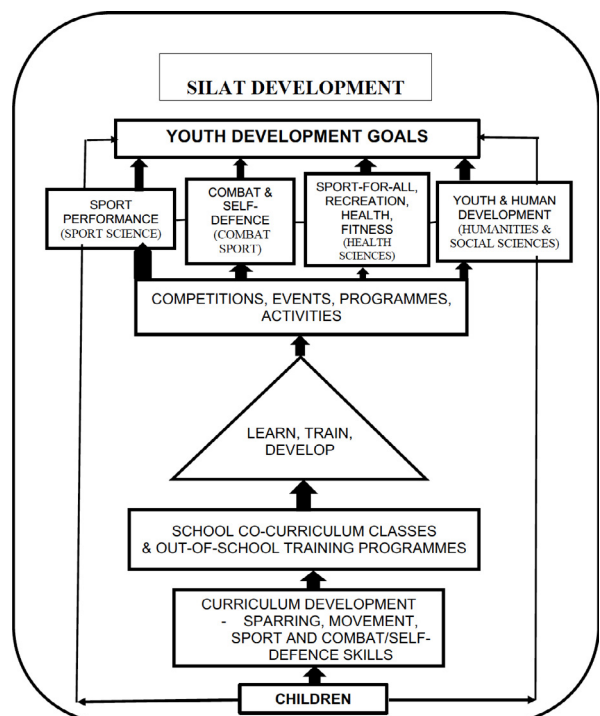 SILAT DEVELOPMENT
YOUTH DEVELOPMENT GOALS
SPORT
PERFORMANCE
(SPORT SCIENCE)
COMBAT &
SELF-
DEFENCE
(COMBAT
SPORT)
SPORT-FOR-ALL,
RECREATION,
HEALTH,
FITNESS
(HEALTH
SCIENCES)
YOUTH & HUMAN
DEVELOPMENT
(HUMANITIES &
SOCIAL SCIENCES)
COMPETITIONS, EVENTS, PROGRAMMES,
ACTIVITIES
LEARN, TRAIN,
DEVELOP
SCHOOL CO-CURRICULUM CLASSES
& OUT-OF-SCHOOL TRAINING PROGRAMMES
CURRICULUM DEVELOPMENT
- SPARRING, MOVEMENT,
SPORT AND COMBAT/SELF-
DEFENCE SKILLS
CHILDREN